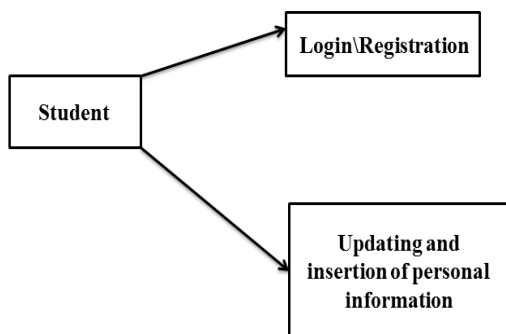 Login\Registration
Student
Updating and
insertion of personal
information